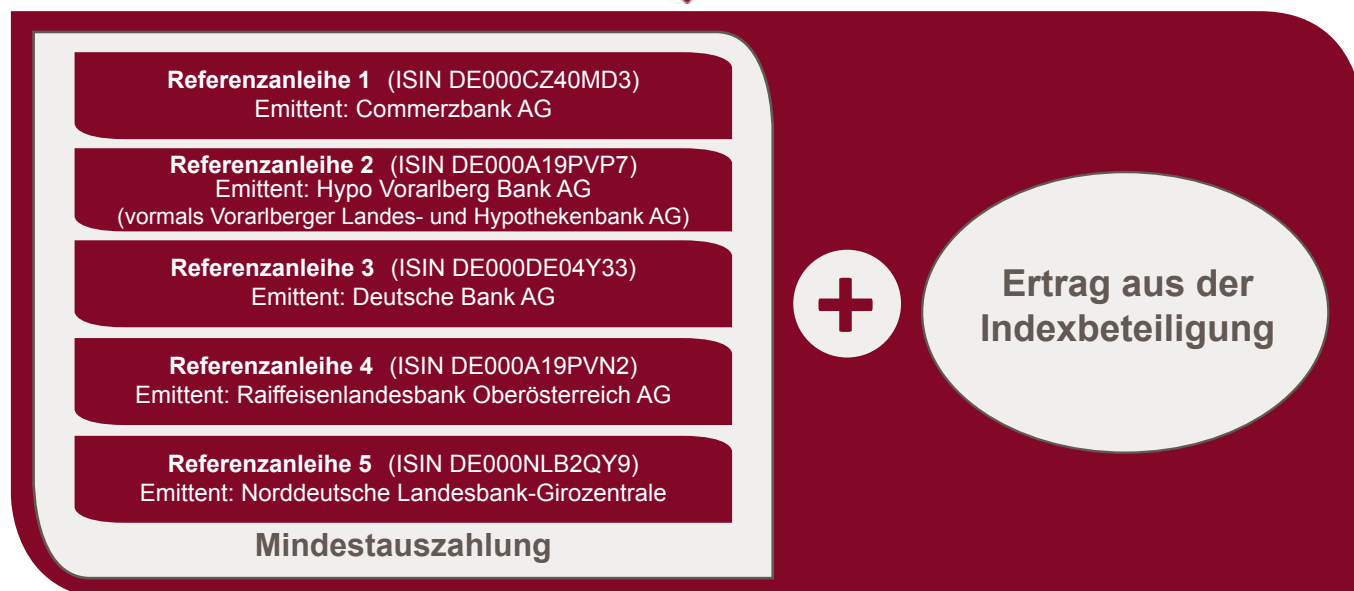 Referenzanleihe 1 (ISIN DE000CZ40MD3)
Emittent: Commerzbank AG
Referenzanleihe 2 (ISIN DE000A19PVP7)
Emittent: Hypo Vorarlberg Bank AG
(vormals Vorarlberger Landes- und Hypothekenbank AG)
Referenzanleihe 3 (ISIN DE000DE04Y33)
Emittent: Deutsche Bank AG
Referenzanleihe 4 (ISIN DE000A19PVN2)
Emittent: Raiffeisenlandesbank Oberösterreich AG
Referenzanleihe 5 (ISIN DE000NLB2QY9)
Emittent: Norddeutsche Landesbank-Girozentrale
Mindestauszahlung
+
Ertrag aus der
Indexbeteiligung